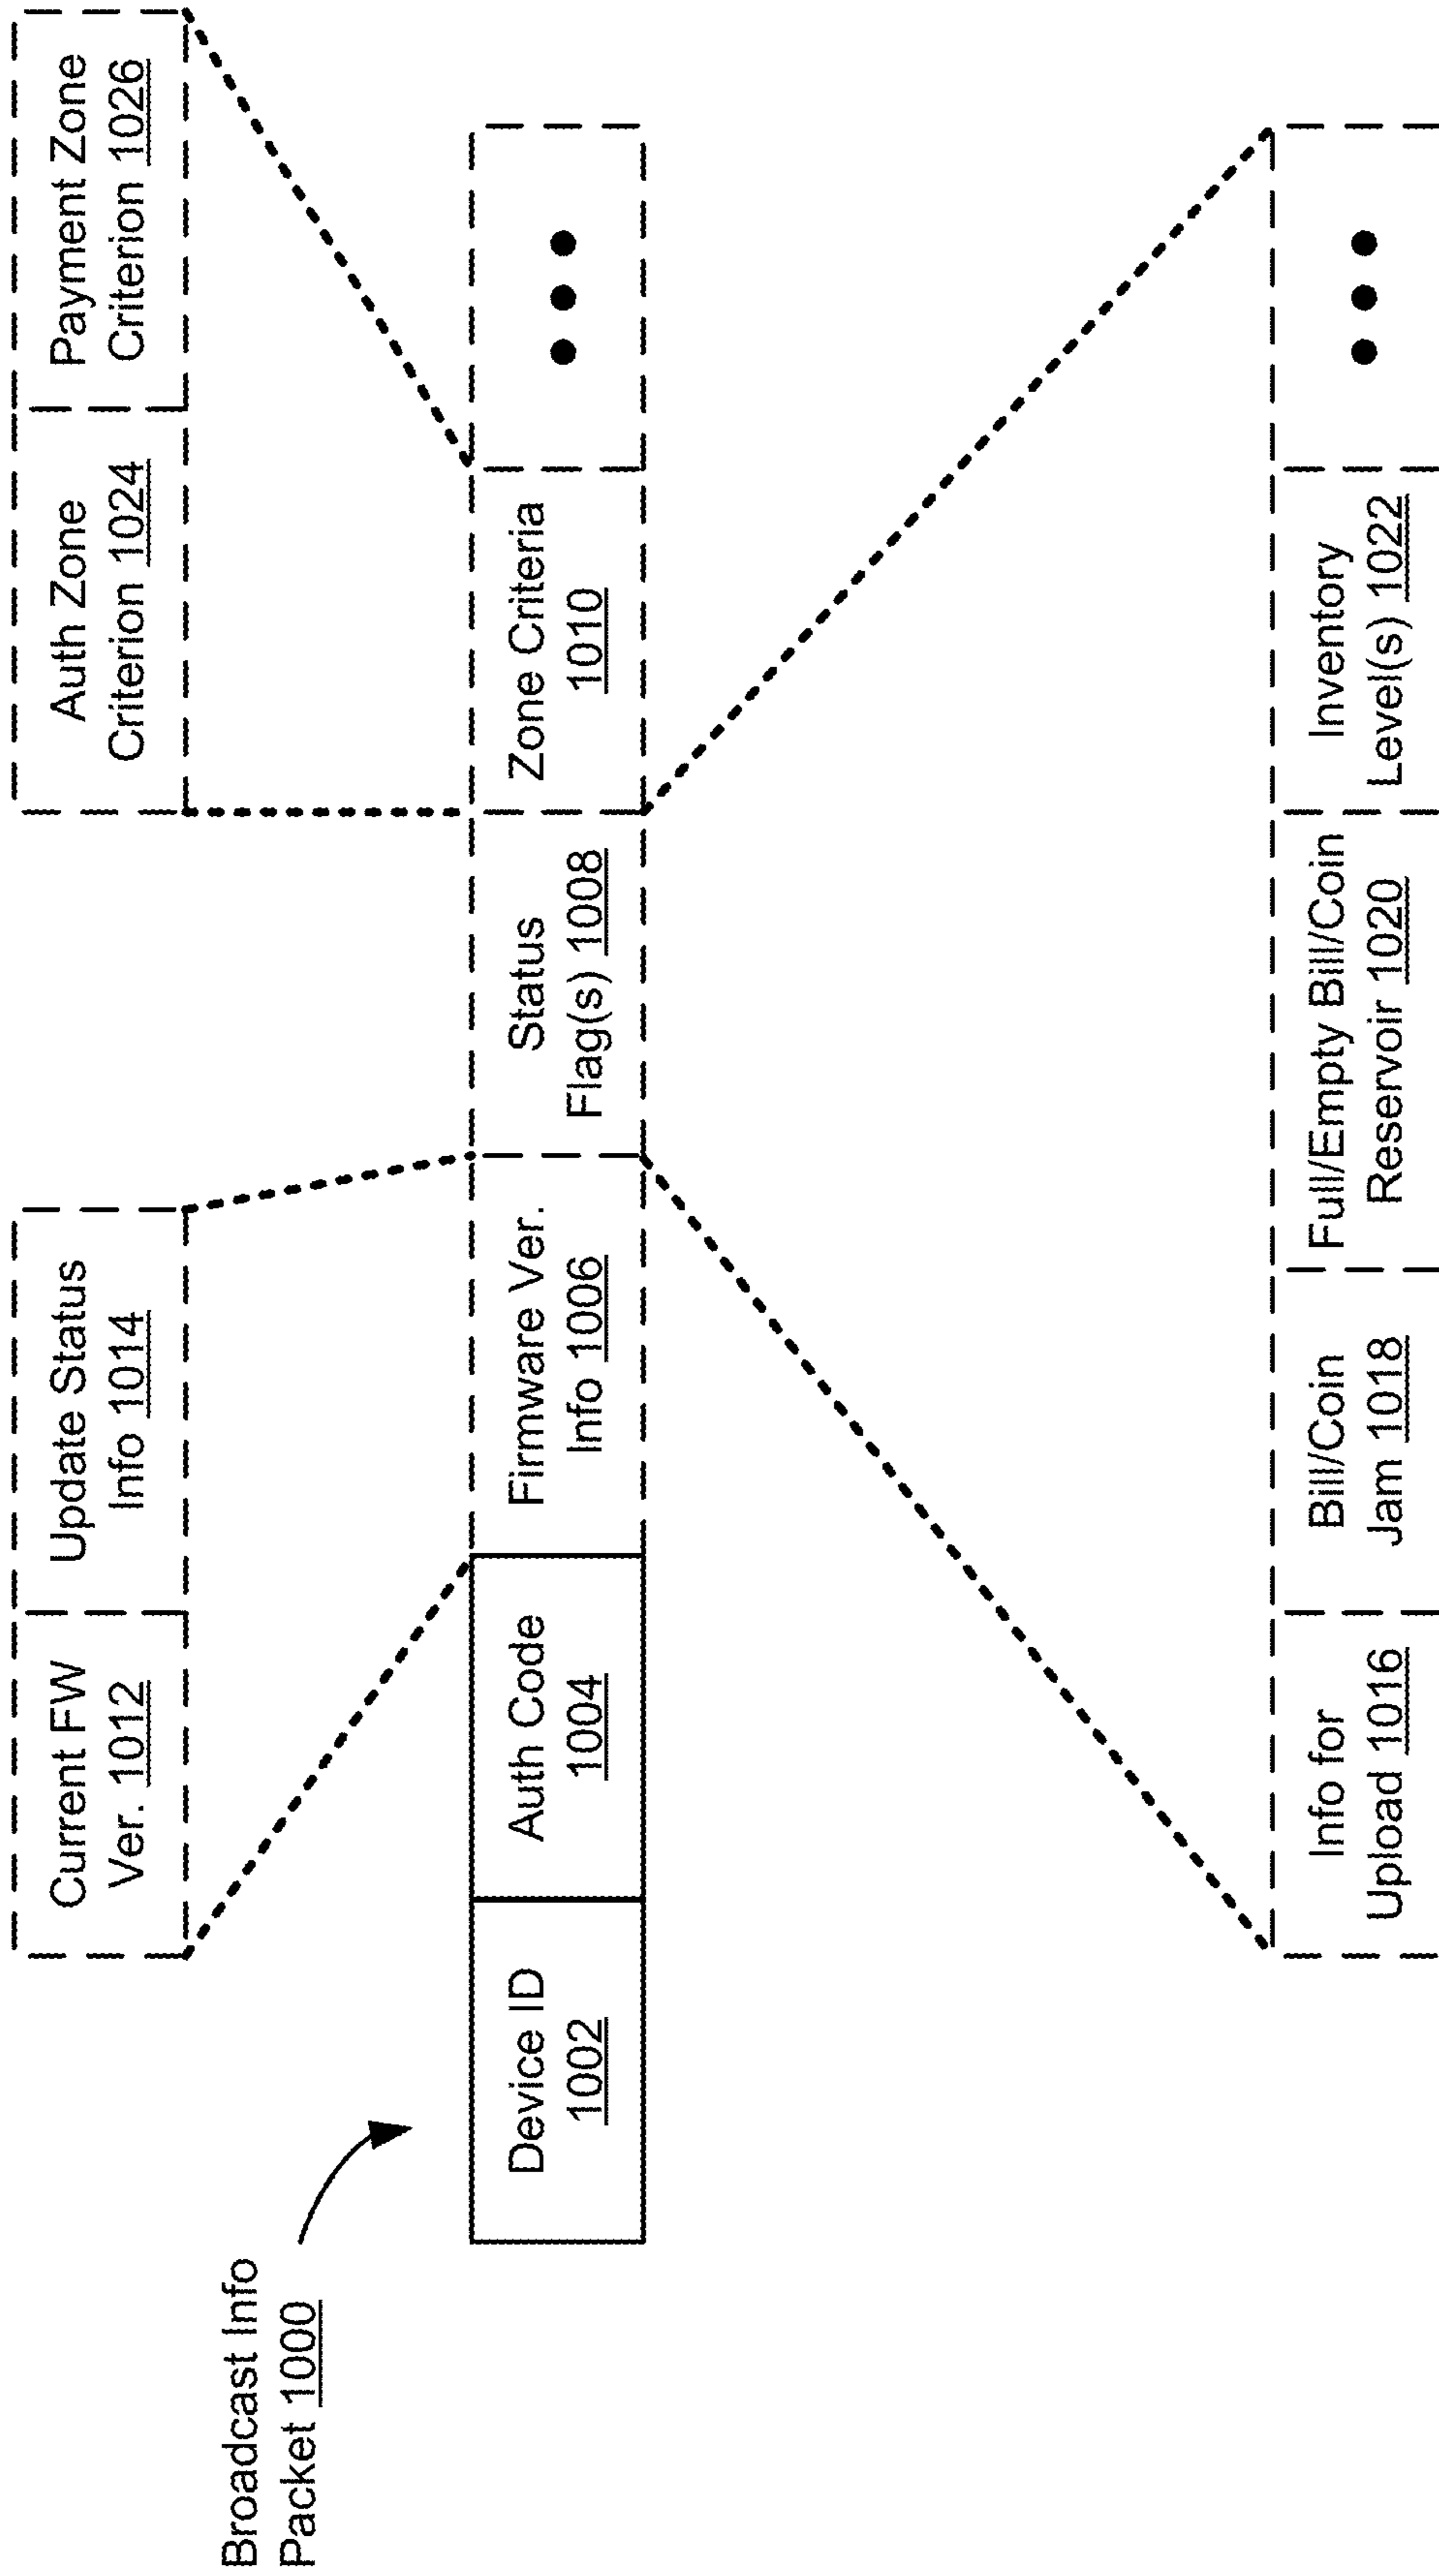 Current FW
Ver. 1012
Update Status
Info 1014
Auth Zone
Criterion 1024
Payment Zone
Criterion 1026
Broadcast Info
Packet 1000
Device ID
1002
Auth Code
1004
Firmware Ver.
Info 1006
Status
Flag(s) 1008
Zone Criteria
1010
Info for
Upload 1016
Bill/Coin
Jam 1018
Full/Empty Bill/Coin
Reservoir 1020
Inventory
Level(s) 1022